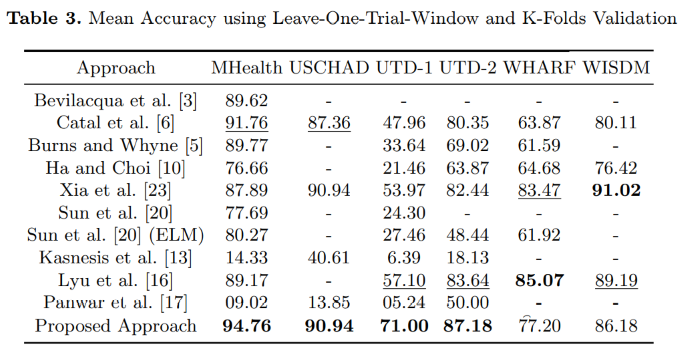 Table 3. Mean Accuracy using Leave-One-Trial-Window and K-Folds Validation
Approach MHealth USCHAD UTD-1 UTD-2 WHARF WISDM
Bevilacqua et al. [3] 89.62 - - - - -
Catal et al. [6] 91.76 87.36 47.96 80.35 63.87 80.11
Burns and Whyne [5] 89.77 - 33.64 69.02 61.59 -
Ha and Choi [10] 76.66 - 21.46 63.87 64.68 76.42
Xia et al. [23] 87.89 90.94 53.97 82.44 83.47 91.02
Sun et al. [20] 77.69 - 24.30 - - -
Sun et al. [20] (ELM) 80.27 - 27.46 48.44 61.92 -
Kasnesis et al. [13] 14.33 40.61 6.39 18.13 - -
Lyu et al. [16] 89.17 - 57.10 83.64 85.07 89.19
Panwar et al. [17] 09.02 13.85 05.24 50.00 - -
Proposed Approach 94.76 90.94 71.00 87.18 77.20 86.18